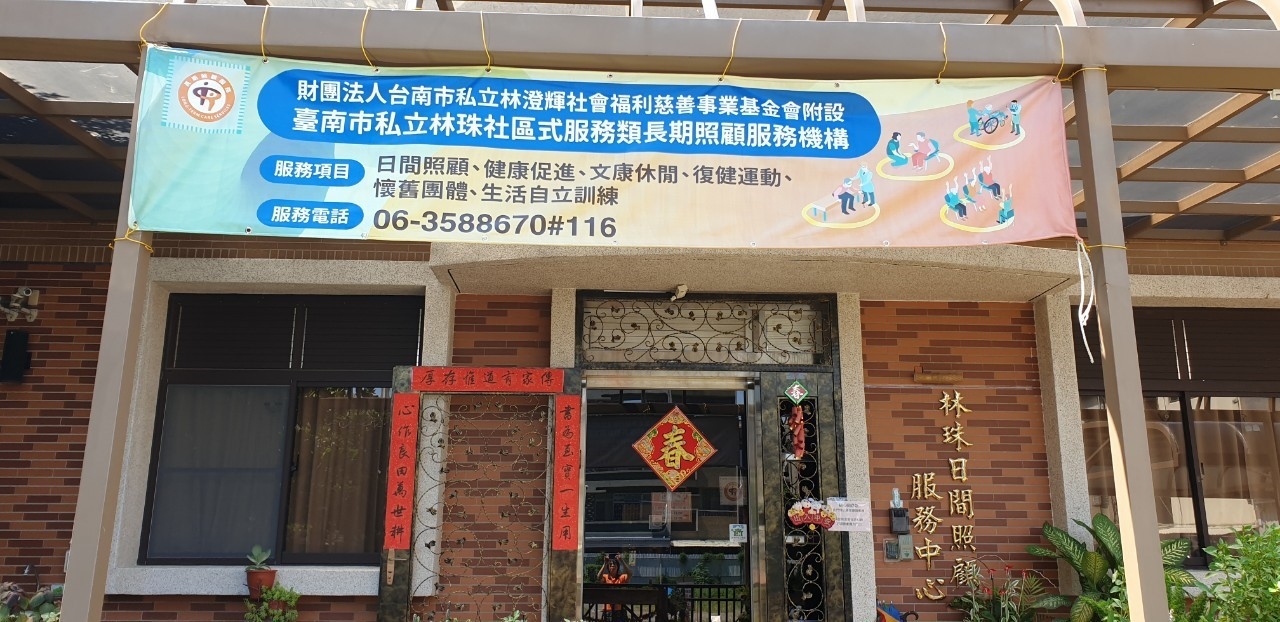 財團法人台南市私立林澄輝社會福利慈善事業基金會附設
臺南市私立林珠社區式服務類長期照顧服務機構
服務項目
日間照顧、健康促進、文康休閒、復健運動、
懷舊團體、生活自立訓練
服務電話
06-3588670#116
厚存惟道有家傳
心作良田萬世耕
書為至寶一生用
春
春
林珠日間照顧
服務中心